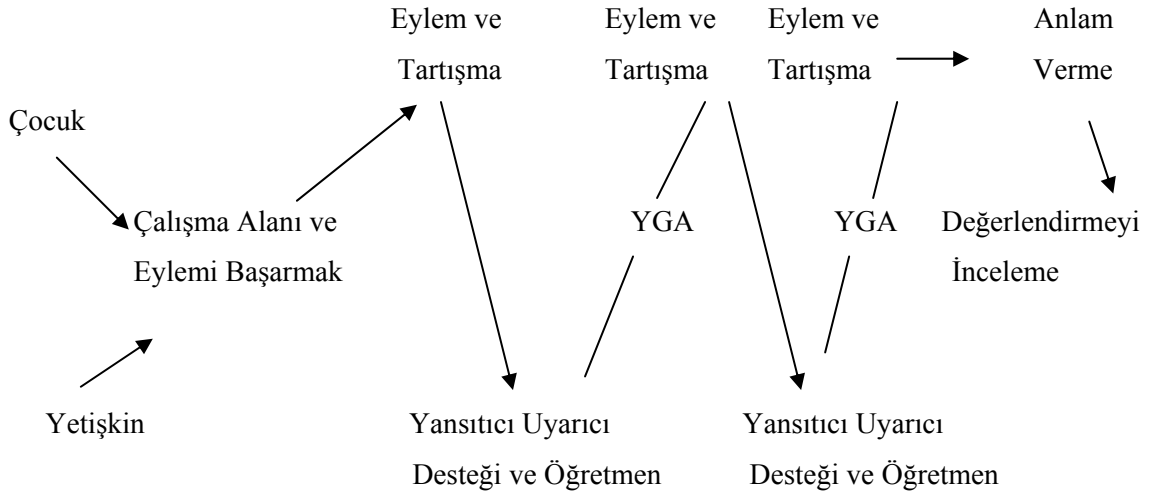 Eylem ve Eylem ve Eylem ve Anlam
Tartışma Tartışma Tartışma Verme
Çocuk
Çalışma Alanı ve YGA YGA Değerlendirmeyi
Eylemi Başarmak İnceleme
Yetişkin Yansıtıcı Uyarıcı Yansıtıcı Uyarıcı
Desteği ve Öğretmen Desteği ve Öğretmen